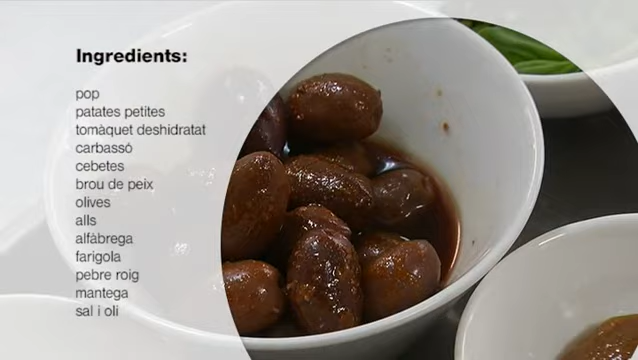 Ingredients:
pop
patates petites
tomàquet deshidratat
carbassó
cebetes
brou de peix
olives
alls
alfàbrega
farigola
pebre roig
mantega
sal i oli